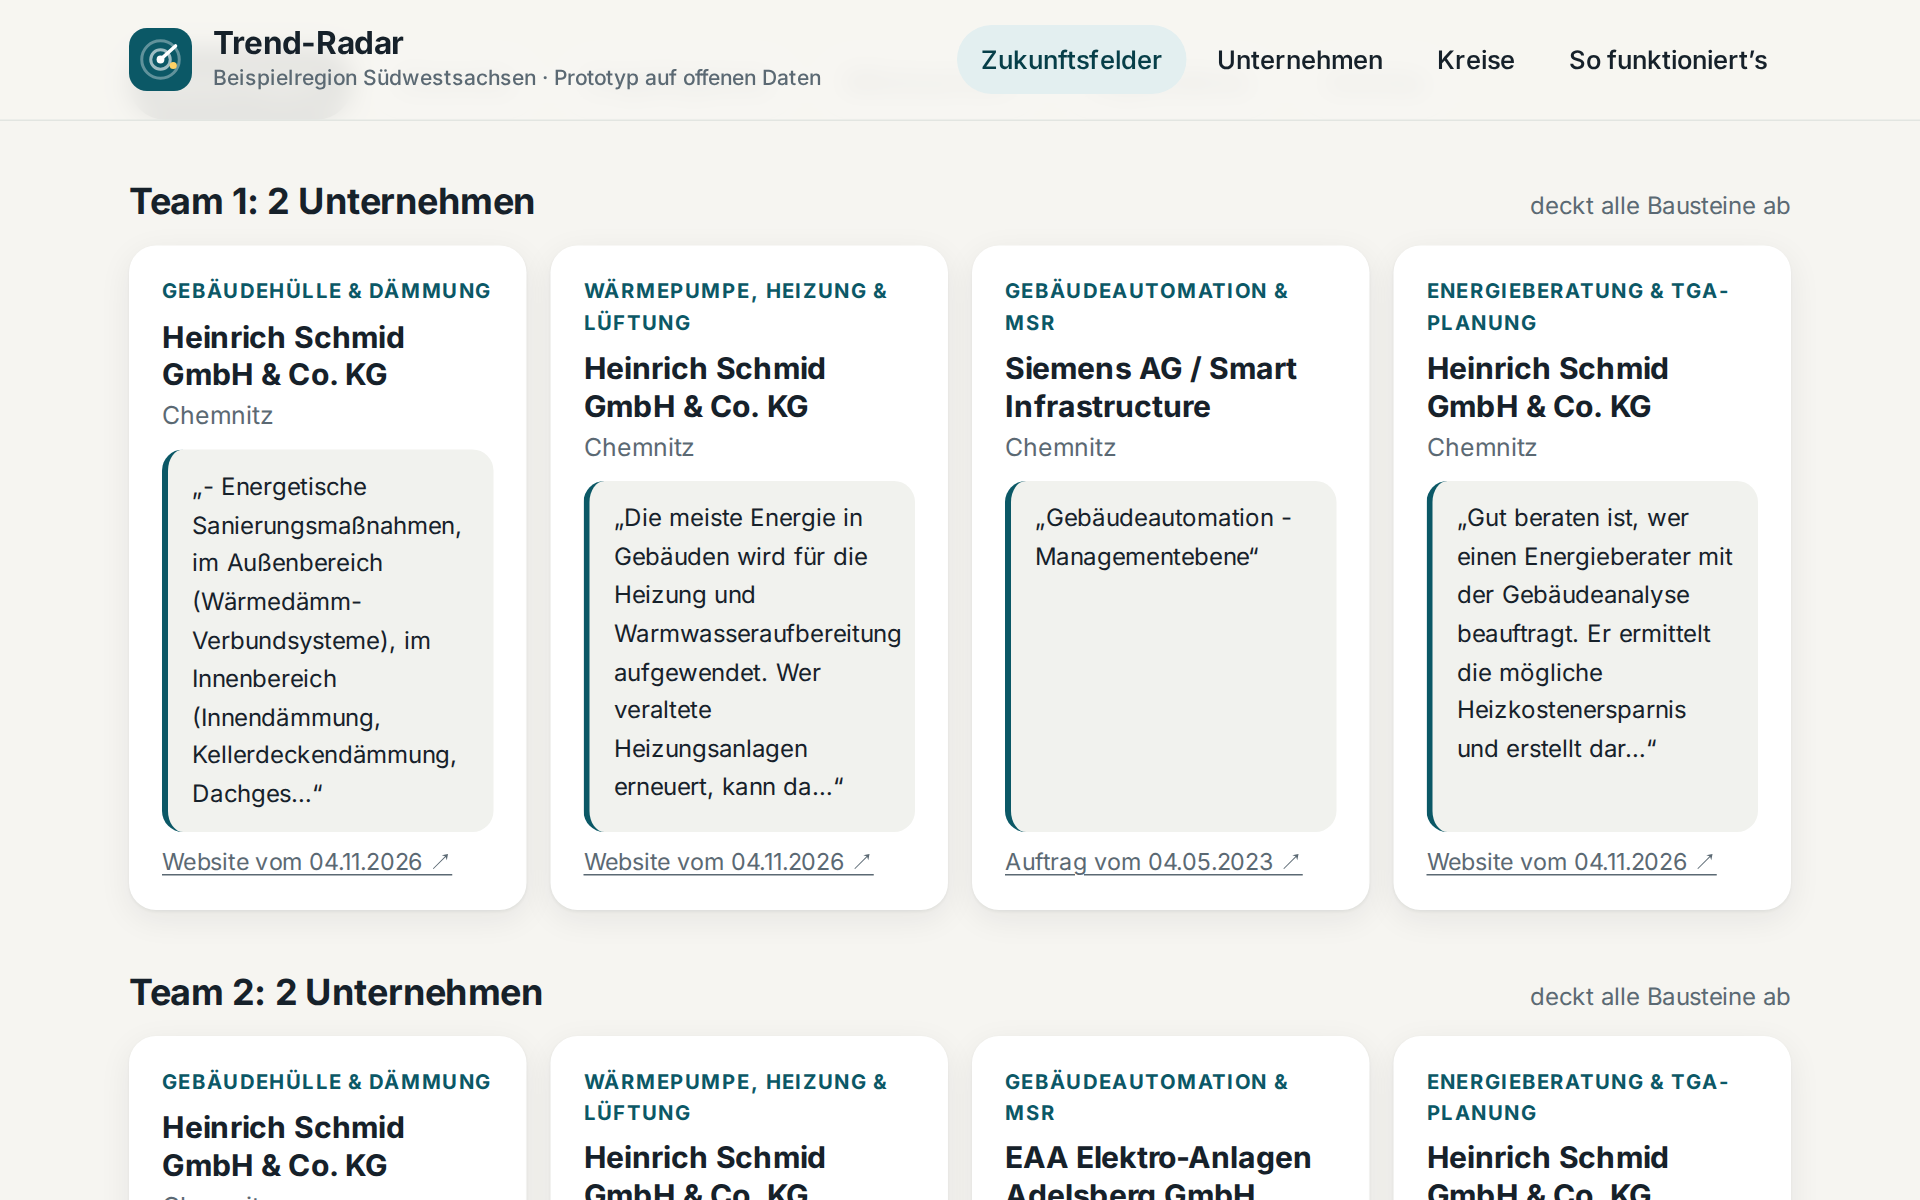 Trend-Radar
Beispielregion Südwestsachsen · Prototyp auf offenen Daten
Zukunftsfelder
Unternehmen
Kreise
So funktioniert’s
Team 1: 2 Unternehmen
deckt alle Bausteine ab
GEBÄUDEHÜLLE & DÄMMUNG
Heinrich Schmid
GmbH & Co. KG
Chemnitz
„- Energetische
Sanierungsmaßnahmen,
im Außenbereich
(Wärmedämm-
Verbundsysteme), im
Innenbereich
(Innendämmung,
Kellerdeckendämmung,
Dachges...“
Website vom 04.11.2026 ↗
WÄRMEPUMPE, HEIZUNG &
LÜFTUNG
Heinrich Schmid
GmbH & Co. KG
Chemnitz
„Die meiste Energie in
Gebäuden wird für die
Heizung und
Warmwasseraufbereitung
aufgewendet. Wer
veraltete
Heizungsanlagen
erneuert, kann da...“
Website vom 04.11.2026 ↗
GEBÄUDEAUTOMATION &
MSR
Siemens AG / Smart
Infrastructure
Chemnitz
„Gebäudeautomation -
Managementebene“
Auftrag vom 04.05.2023 ↗
ENERGIEBERATUNG & TGA-
PLANUNG
Heinrich Schmid
GmbH & Co. KG
Chemnitz
„Gut beraten ist, wer
einen Energieberater mit
der Gebäudeanalyse
beauftragt. Er ermittelt
die mögliche
Heizkostenersparnis
und erstellt dar...“
Website vom 04.11.2026 ↗
Team 2: 2 Unternehmen
deckt alle Bausteine ab
GEBÄUDEHÜLLE & DÄMMUNG
Heinrich Schmid
GmbH & Co. KG
WÄRMEPUMPE, HEIZUNG &
LÜFTUNG
Heinrich Schmid
GmbH & Co. KG
GEBÄUDEAUTOMATION &
MSR
EAA Elektro-Anlagen
Adelsberg GmbH
ENERGIEBERATUNG & TGA-
PLANUNG
Heinrich Schmid
GmbH & Co. KG